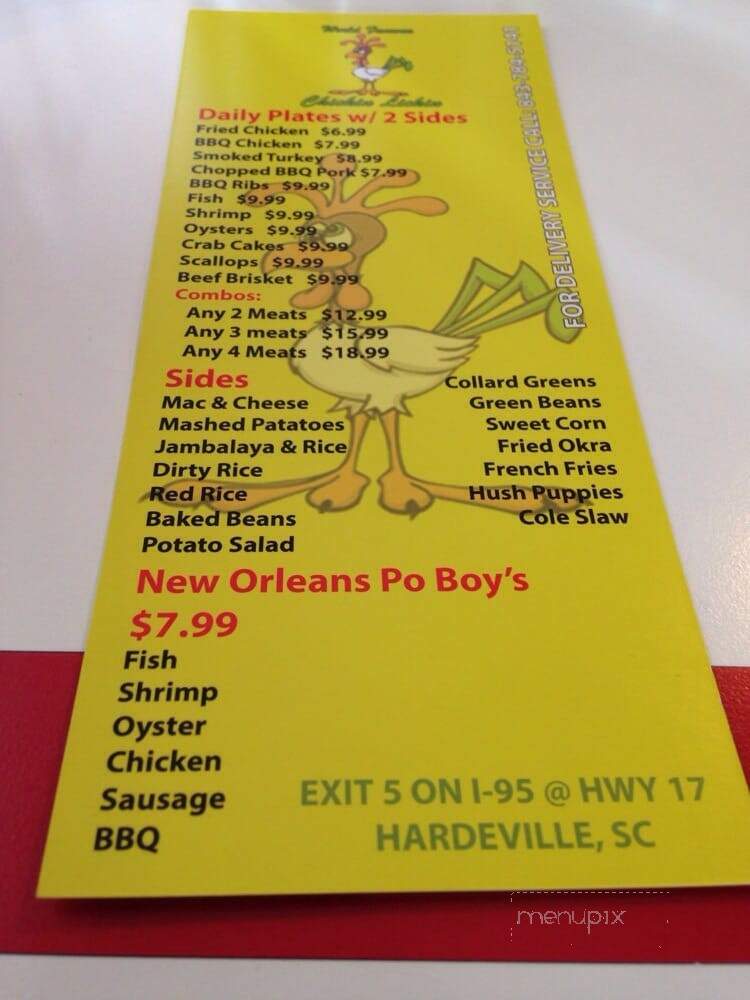 World Famous
Chickin Lickin
Daily Plates w/ 2 Sides
Fried Chicken $6.99
BBQ Chicken $7.99
Smoked Turkey $8.99
Chopped BBQ Pork $7.99
BBQ Ribs $9.99
Fish $9.99
Shrimp $9.99
Oysters $9.99
Crab Cakes $9.99
Scallops $9.99
Beef Brisket $9.99
Combos:
Any 2 Meats $12.99
Any 3 meats $15.99
Any 4 Meats $18.99
Sides
Mac & Cheese
Mashed Patatoes
Jambalaya & Rice
Dirty Rice
Red Rice
Baked Beans
Potato Salad
Collard Greens
Green Beans
Sweet Corn
Fried Okra
French Fries
Hush Puppies
Cole Slaw
New Orleans Po Boy's
$7.99
Fish
Shrimp
Oyster
Chicken
Sausage
BBQ
EXIT 5 ON I-95 @ HWY 17
HARDEVILLE, SC
FOR DELIVERY SERVICE CALL: 843-784-
menupix